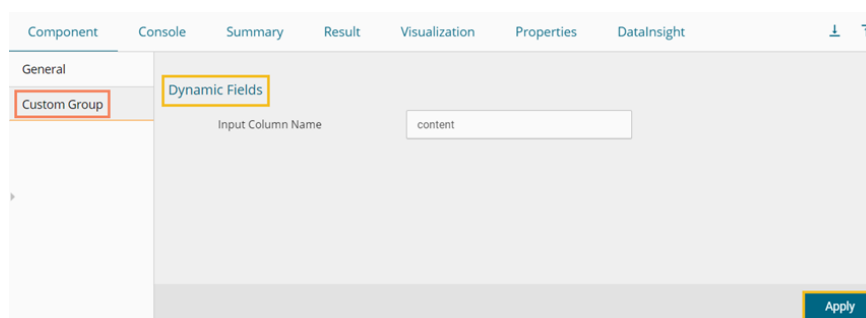 Component Console Summary Result Visualization Properties DataInsight
General
Custom Group
Dynamic Fields
Input Column Name content
Apply